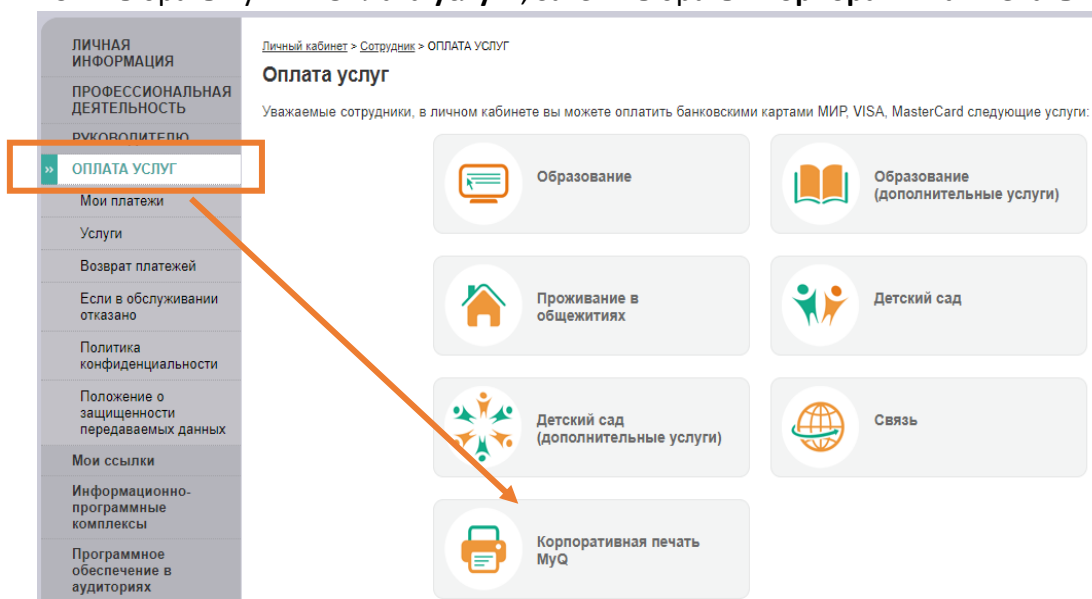 ЛИЧНАЯ
ИНФОРМАЦИЯ
ПРОФЕССИОНАЛЬНАЯ
ДЕЯТЕЛЬНОСТЬ
РУКОВОДИТЕЛЮ
» ОПЛАТА УСЛУГ
Мои платежи
Услуги
Возврат платежей
Если в обслуживании
отказано
Политика
конфиденциальности
Положение о
защищенности
передаваемых данных
Мои ссылки
Информационно-
программные
комплексы
Программное
обеспечение в
аудиториях
Личный кабинет > Сотрудник > ОПЛАТА УСЛУГ
Оплата услуг
Уважаемые сотрудники, в личном кабинете вы можете оплатить банковскими картами МИР, VISA, MasterCard следующие услуги:
Образование
Образование
(дополнительные услуги)
Проживание в
общежитиях
Детский сад
Детский сад
(дополнительные услуги)
Связь
Корпоративная печать
MyQ